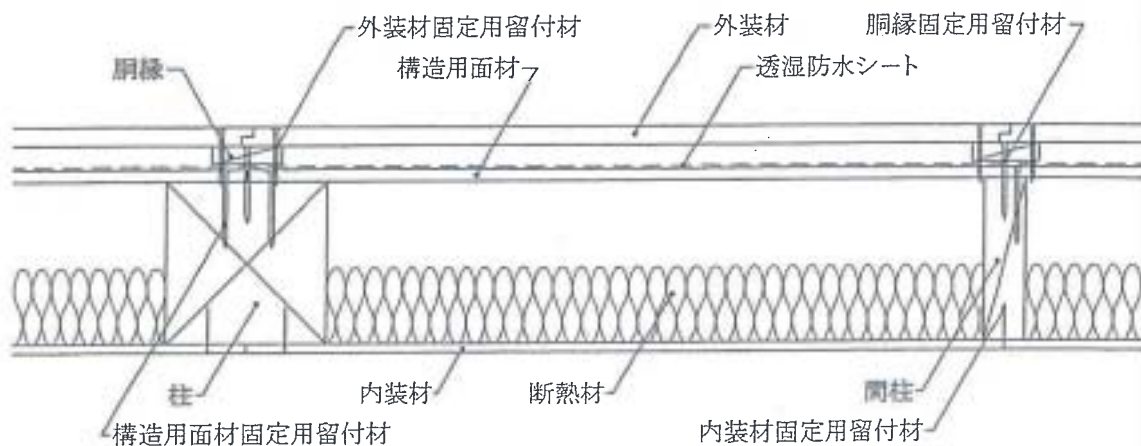 外装材固定用留付材
外装材
胴縁固定用留付材
胴縁
構造用面材
透湿防水シート
柱
内装材
断熱材
間柱
構造用面材固定用留付材
内装材固定用留付材